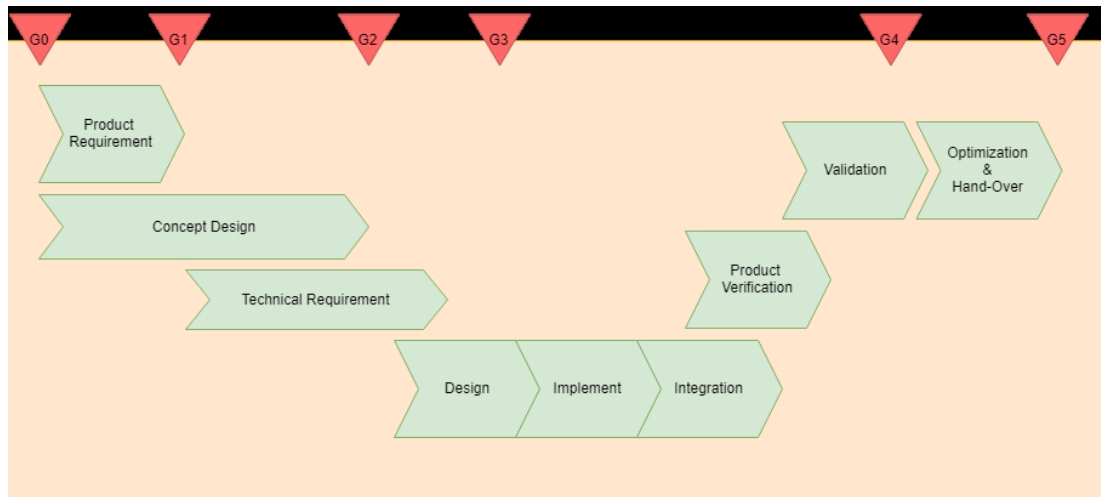 G0
G1
G2
G3
G4
G5
Product
Requirement
Concept Design
Technical Requirement
Design
Implement
Integration
Product
Verification
Validation
Optimization
&
Hand-Over